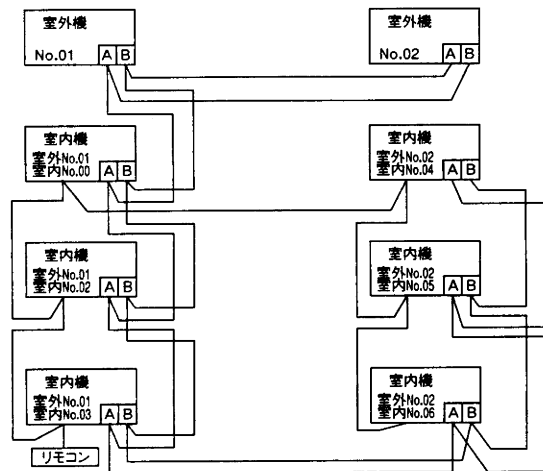 室外機
No.01 A B
室外機
No.02 A B
室内機
室外No.01
室内No.00 A B
室内機
室外No.02
室内No.04 A B
室内機
室外No.01
室内No.02 A B
室内機
室外No.02
室内No.05 A B
室内機
室外No.01
室内No.03 A B
リモコン
室内機
室外No.02
室内No.06 A B